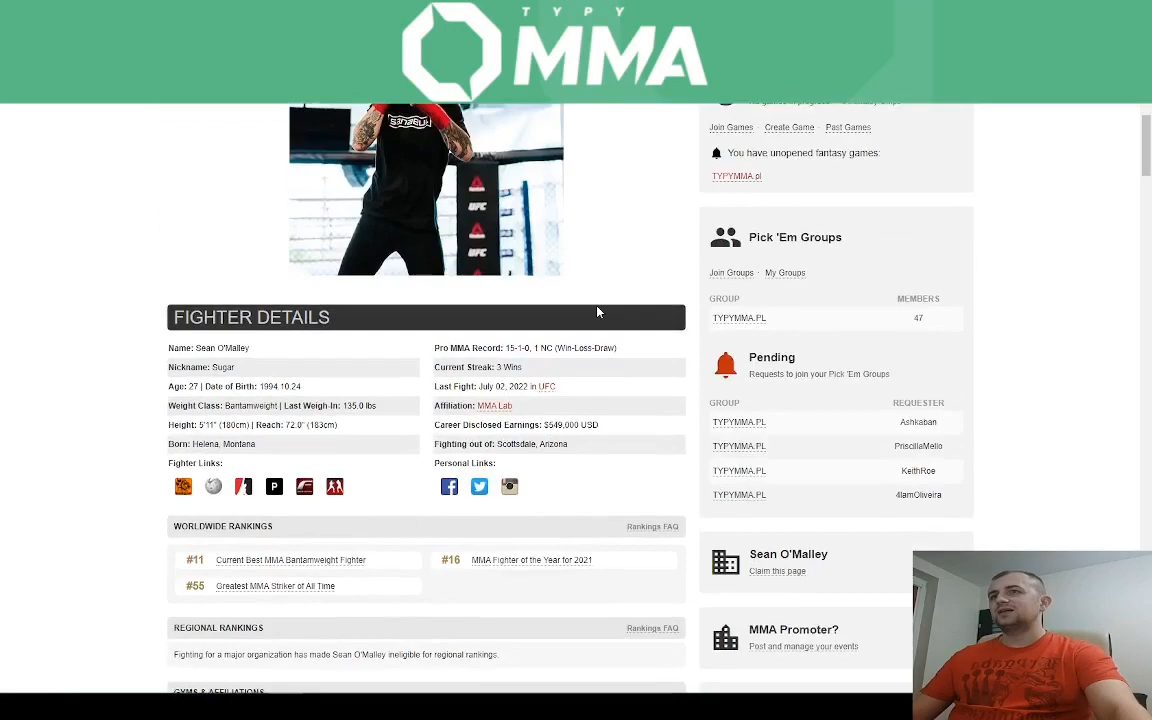 TYPY
MMA
Join Games · Create Game · Past Games
You have unopened fantasy games:
TYPYMMA.pl
UFC
UFC
Pick 'Em Groups
Join Groups · My Groups
GROUP MEMBERS
TYPYMMA.PL 47
Pending
Requests to join your Pick 'Em Groups
GROUP REQUESTER
TYPYMMA.PL Ashkaban
TYPYMMA.PL PriscillaMello
TYPYMMA.PL KeithRoe
TYPYMMA.PL 4IamOliveira
Sean O'Malley
Claim this page
MMA Promoter?
Post and manage your events
FIGHTER DETAILS
Name: Sean O'Malley
Nickname: Sugar
Age: 27 | Date of Birth: 1994.10.24
Weight Class: Bantamweight | Last Weigh-In: 135.0 lbs
Height: 5'11" (180cm) | Reach: 72.0" (183cm)
Born: Helena, Montana
Fighter Links:
Pro MMA Record: 15-1-0, 1 NC (Win-Loss-Draw)
Current Streak: 3 Wins
Last Fight: July 02, 2022 in UFC
Affiliation: MMA Lab
Career Disclosed Earnings: $549,000 USD
Fighting out of: Scottsdale, Arizona
Personal Links:
WORLDWIDE RANKINGS Rankings FAQ
#11 Current Best MMA Bantamweight Fighter
#16 MMA Fighter of the Year for 2021
#55 Greatest MMA Striker of All Time
REGIONAL RANKINGS Rankings FAQ
Fighting for a major organization has made Sean O'Malley ineligible for regional rankings.
GYMS & AFFILIATIONS